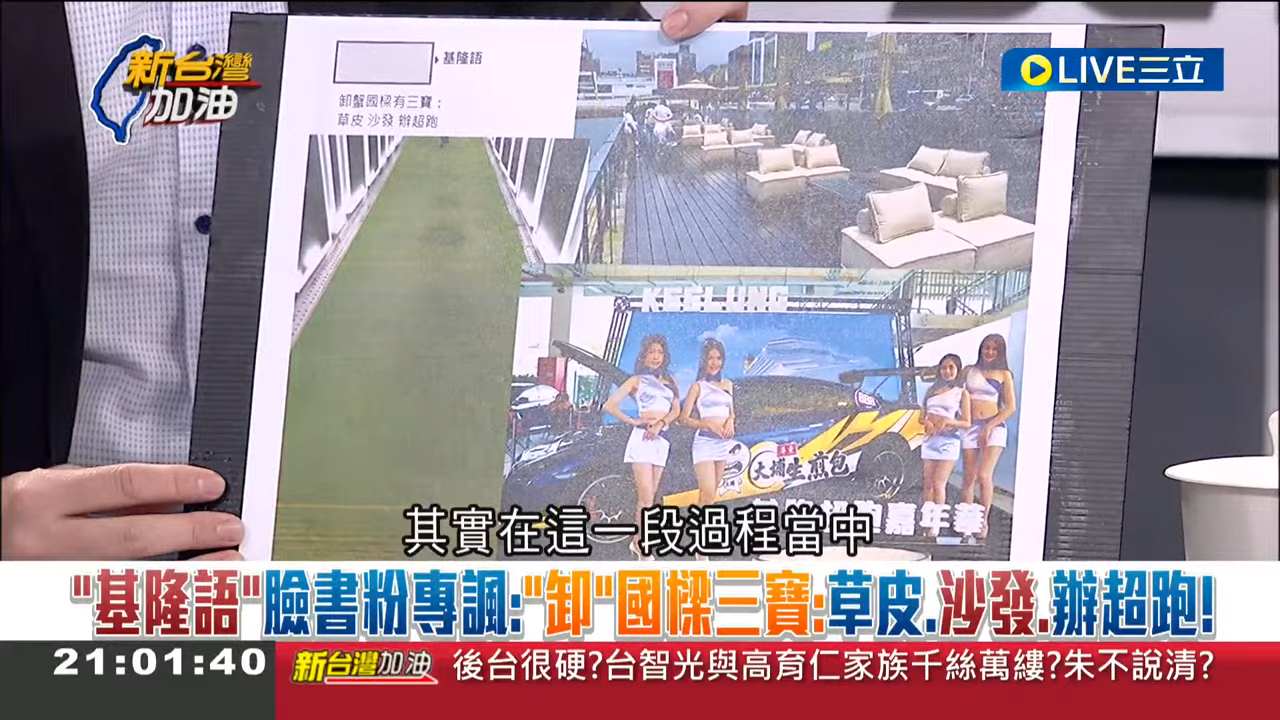 新台灣
加油
LIVE三立
基隆語
卸蟹國樑有三寶：
草皮 沙發 辦超跑
KEELUNG
888
大埔生煎包
嘉年華
其實在這一段過程當中
"基隆語"臉書粉專諷:"卸"國樑三寶:草皮.沙發.辦超跑!
21:01:40
新台灣加油
後台很硬?台智光與高育仁家族千絲萬縷?朱不說清?